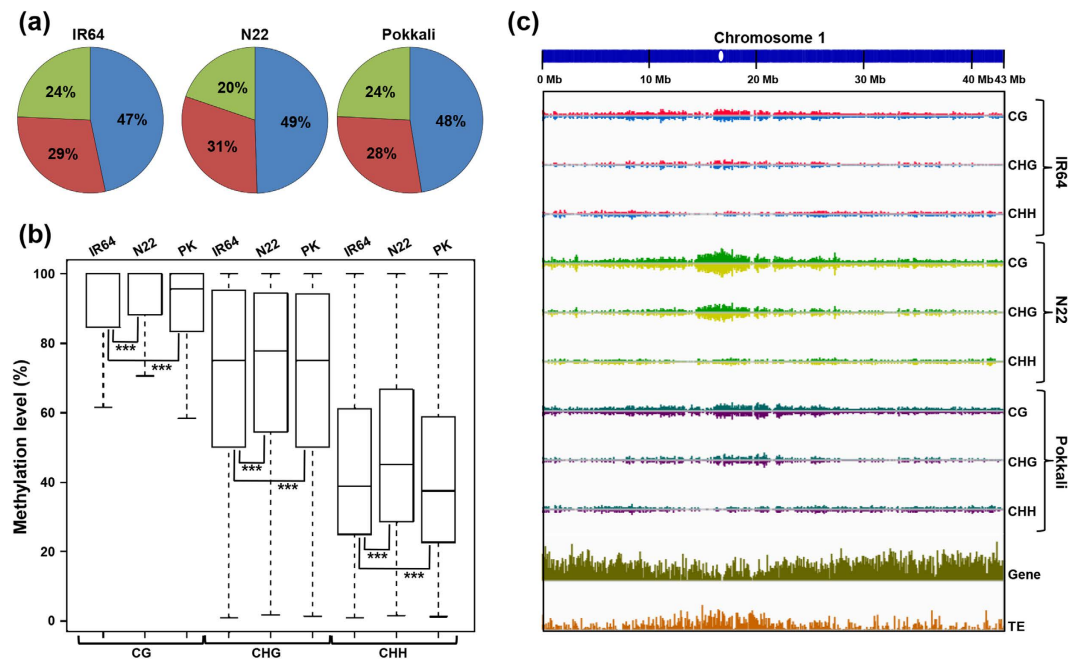 (a)
IR64
N22
Pokkali
24%
47%
29%
20%
49%
31%
24%
48%
28%
(b)
IR64
N22
PK
IR64
N22
PK
IR64
N22
PK
Methylation level (%)
100
80
60
40
20
0
***
***
***
***
***
***
CG
CHG
CHH
(c)
Chromosome 1
0 Mb
10 Mb
20 Mb
30 Mb
40 Mb
43 Mb
CG
CHG
CHH
IR64
CG
CHG
CHH
N22
CG
CHG
CHH
Pokkali
Gene
TE